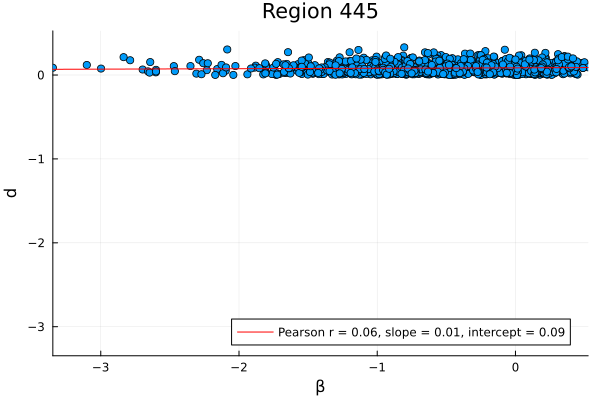 Region 445
0
−1
−2
−3
d
Pearson r = 0.06, slope = 0.01, intercept = 0.09
−3
−2
−1
0
β